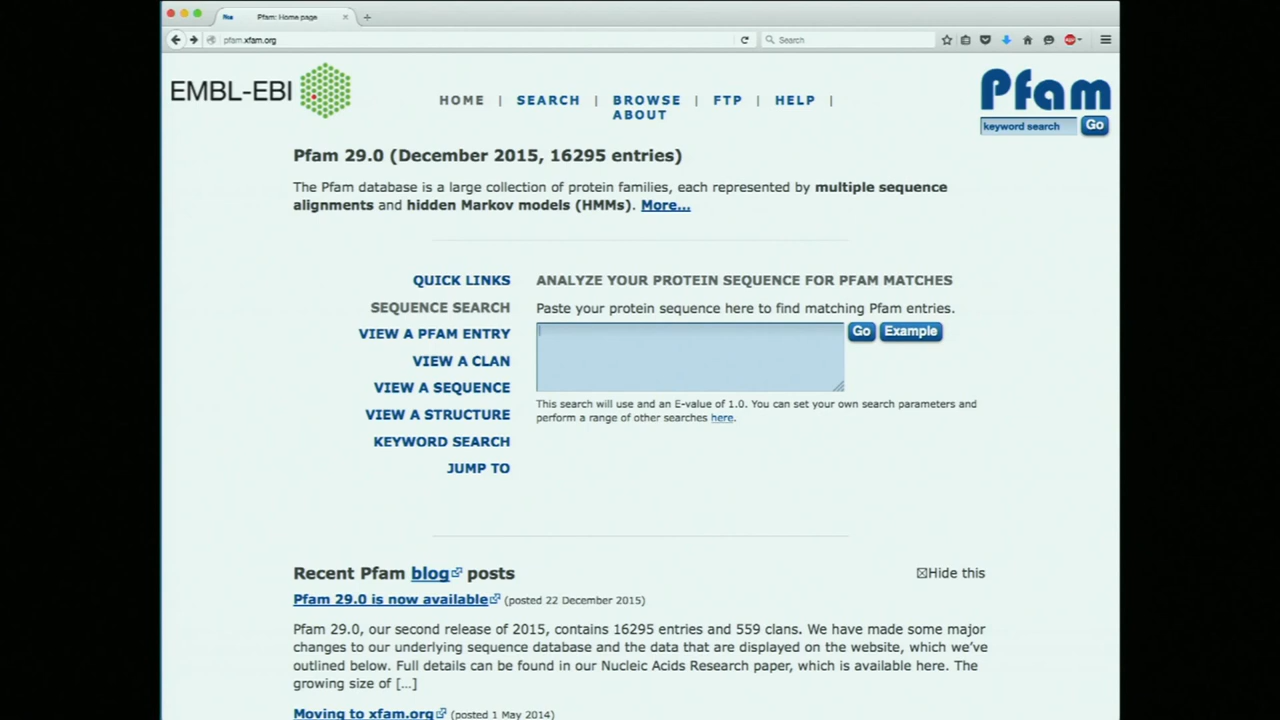 Pfam: Home page
pfam.xfam.org
Search
EMBL-EBI
HOME | SEARCH | BROWSE | FTP | HELP |
ABOUT
Pfam
keyword search Go
Pfam 29.0 (December 2015, 16295 entries)
The Pfam database is a large collection of protein families, each represented by multiple sequence
alignments and hidden Markov models (HMMs). More...
QUICK LINKS
SEQUENCE SEARCH
VIEW A PFAM ENTRY
VIEW A CLAN
VIEW A SEQUENCE
VIEW A STRUCTURE
KEYWORD SEARCH
JUMP TO
ANALYZE YOUR PROTEIN SEQUENCE FOR PFAM MATCHES
Paste your protein sequence here to find matching Pfam entries.
Go Example
This search will use and an E-value of 1.0. You can set your own search parameters and
perform a range of other searches here.
Recent Pfam blog posts
Hide this
Pfam 29.0 is now available (posted 22 December 2015)
Pfam 29.0, our second release of 2015, contains 16295 entries and 559 clans. We have made some major
changes to our underlying sequence database and the data that are displayed on the website, which we've
outlined below. Full details can be found in our Nucleic Acids Research paper, which is available here. The
growing size of [...]
Moving to xfam.org (posted 1 May 2014)